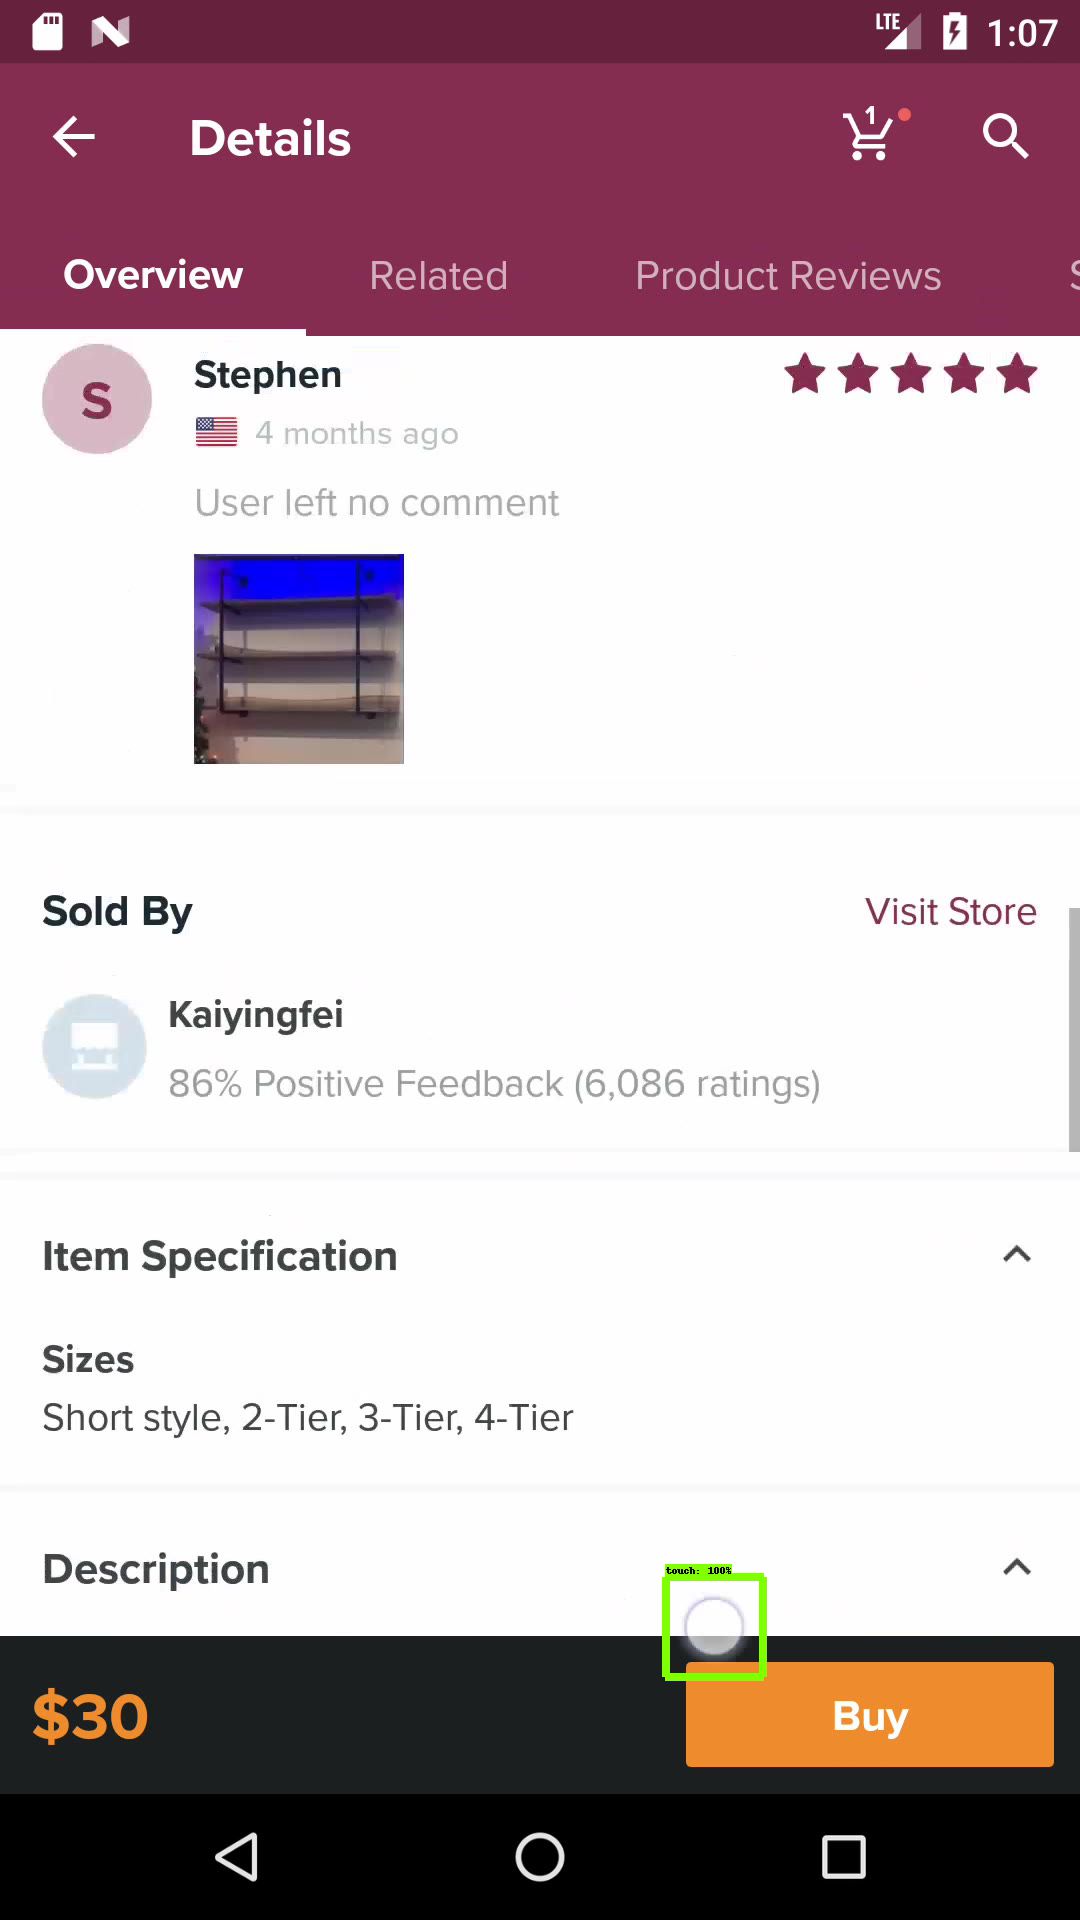 LTE 1:07
Details
1
Overview Related Product Reviews S
S
Stephen
4 months ago
User left no comment
Sold By Visit Store
Kaiyingfei
86% Positive Feedback (6,086 ratings)
Item Specification
Sizes
Short style, 2-Tier, 3-Tier, 4-Tier
Description
touch: 100%
$30 Buy